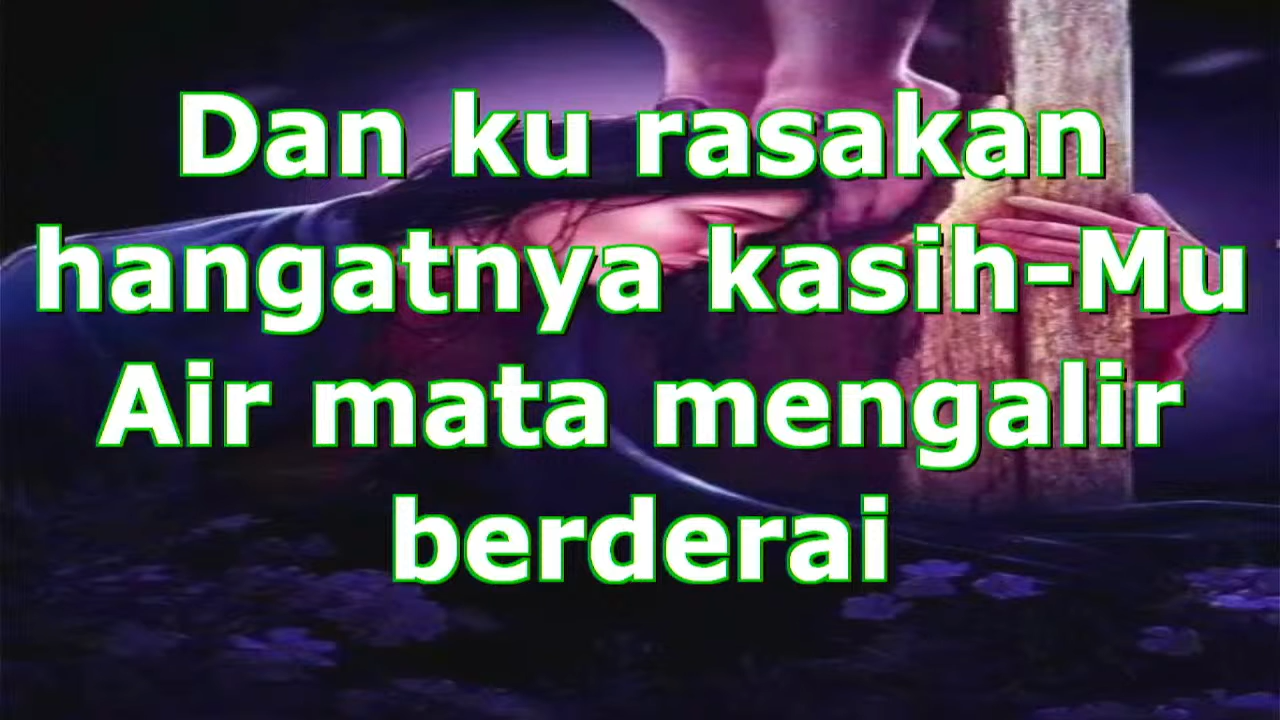 Dan ku rasakan
hangatnya kasih-Mu
Air mata mengalir
berderai